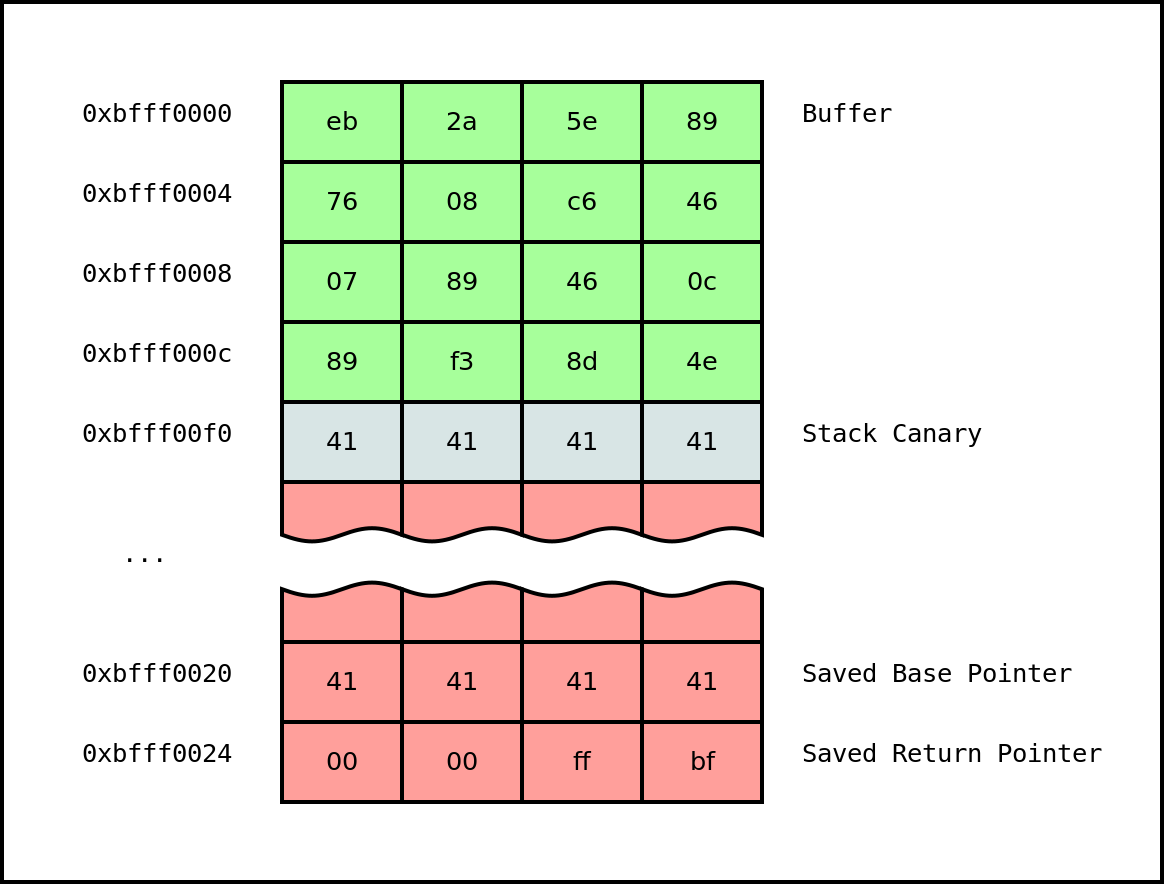 0xbfff0000 eb 2a 5e 89 Buffer
0xbfff0004 76 08 c6 46
0xbfff0008 07 89 46 0c
0xbfff000c 89 f3 8d 4e
0xbfff00f0 41 41 41 41 Stack Canary
...
0xbfff0020 41 41 41 41 Saved Base Pointer
0xbfff0024 00 00 ff bf Saved Return Pointer